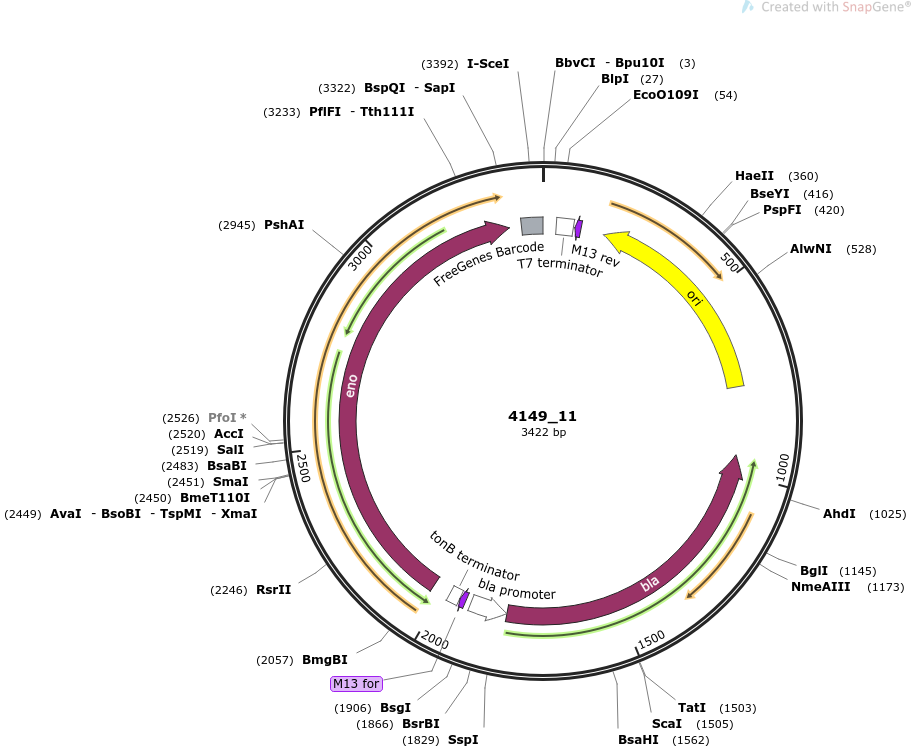 Created with SnapGene®
(3392) I-SceI
BbvCI - Bpu10I (3)
(3322) BspQI - SapI
BlpI (27)
EcoO109I (54)
(3233) PflFI - Tth111I
HaeII (360)
BseYI (416)
PspFI (420)
(2945) PshAI
AlwNI (528)
500
3000
FreeGenes Barcode
T7 terminator
M13 rev
ori
eno
4149_11
3422 bp
(2526) PfoI *
(2520) AccI
(2519) SalI
(2483) BsaBI
(2451) SmaI
(2450) BmeT110I
(2449) AvaI - BsoBI - TspMI - XmaI
2500
1000
AhdI (1025)
BglI (1145)
NmeAIII (1173)
(2246) RsrII
tonB terminator
bla promoter
bla
2000
1500
(2057) BmgBI
M13 for
(1906) BsgI
(1866) BsrBI
(1829) SspI
TatI (1503)
ScaI (1505)
BsaHI (1562)